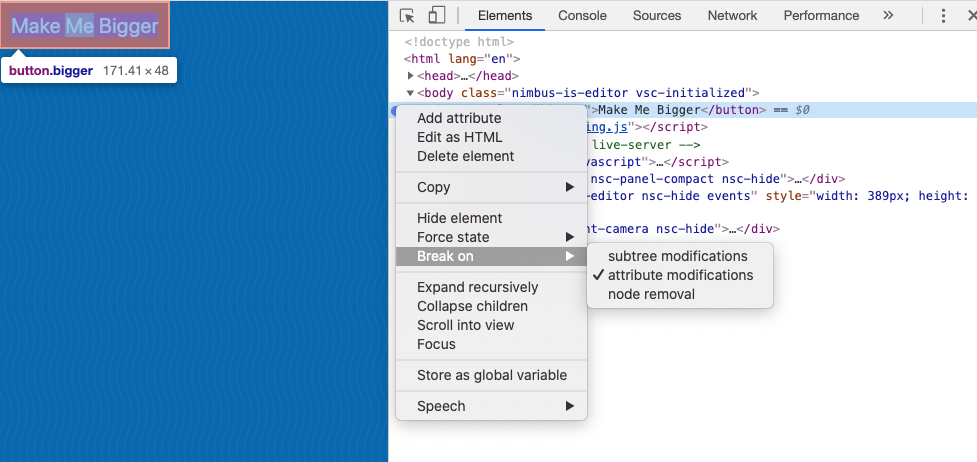 Make Me Bigger
button.bigger 171.41 × 48
Elements Console Sources Network Performance »
<!doctype html>
<html lang="en">
<head>…</head>
<body class="nimbus-is-editor vsc-initialized">
">Make Me Bigger</button> == $0
ing.js"></script>
live-server -->
vascript">…</script>
nsc-panel-compact nsc-hide">…</div>
-editor nsc-hide events" style="width: 389px; height:
nt-camera nsc-hide">…</div>
Add attribute
Edit as HTML
Delete element
Copy
Hide element
Force state
Break on
subtree modifications
✓ attribute modifications
node removal
Expand recursively
Collapse children
Scroll into view
Focus
Store as global variable
Speech